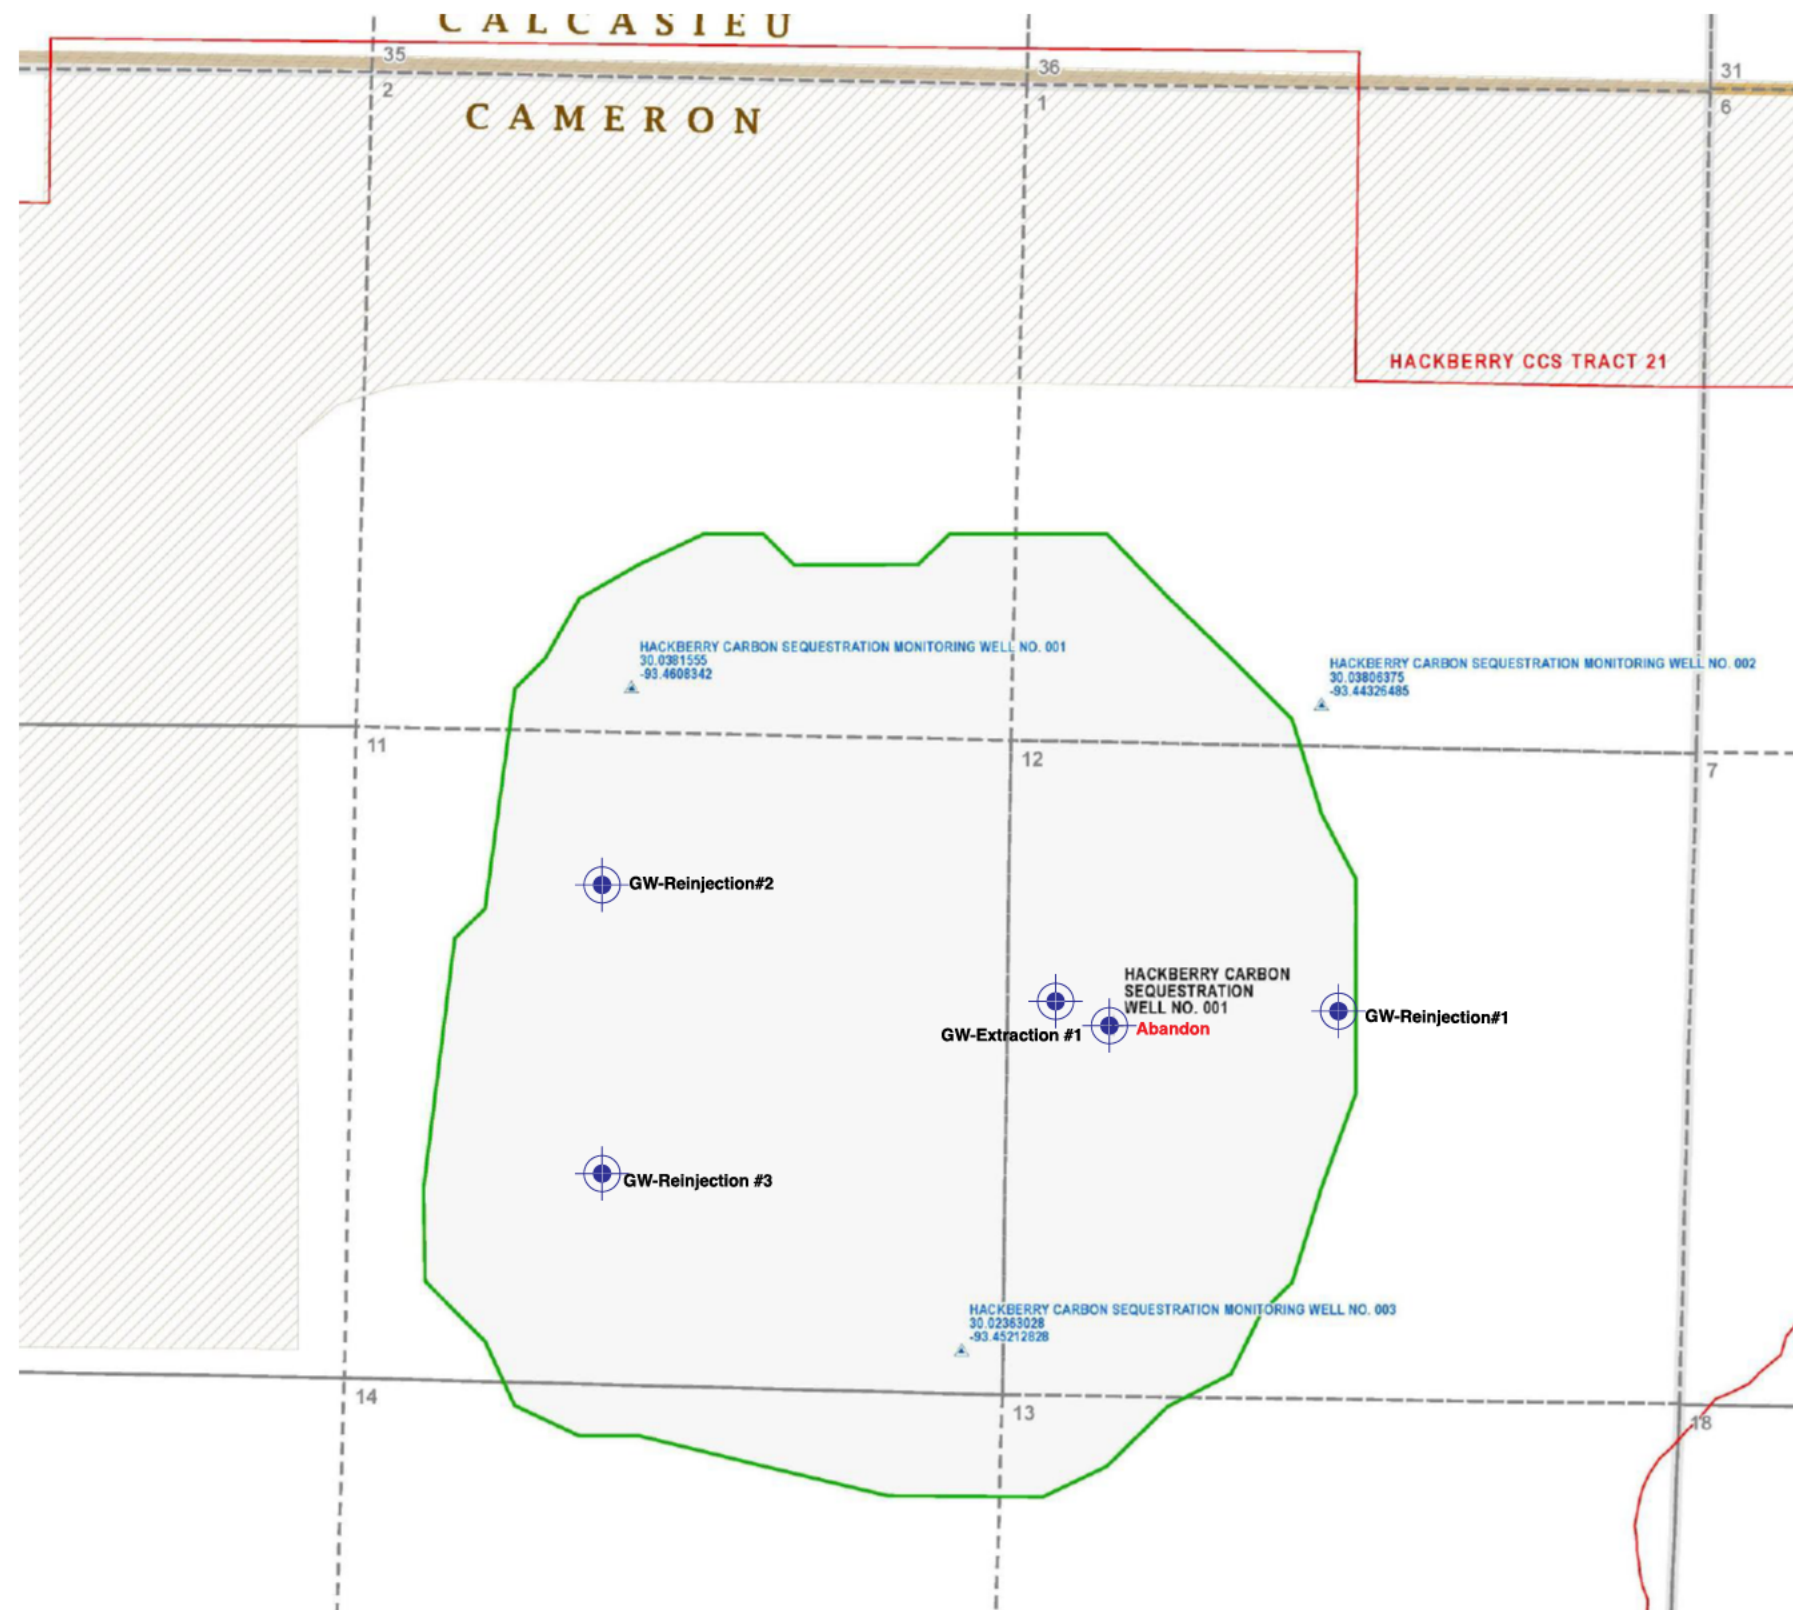 CALCASIEU
35
36
31
2
1
6
CAMERON
HACKBERRY CCS TRACT 21
HACKBERRY CARBON SEQUESTRATION MONITORING WELL NO. 001
30.0381555
-93.4608342
HACKBERRY CARBON SEQUESTRATION MONITORING WELL NO. 002
30.03806375
-93.44326485
11
12
7
GW-Reinjection#2
HACKBERRY CARBON
SEQUESTRATION
WELL NO. 001
GW-Extraction #1
Abandon
GW-Reinjection#1
GW-Reinjection #3
HACKBERRY CARBON SEQUESTRATION MONITORING WELL NO. 003
30.02363028
-93.45212828
14
13
18